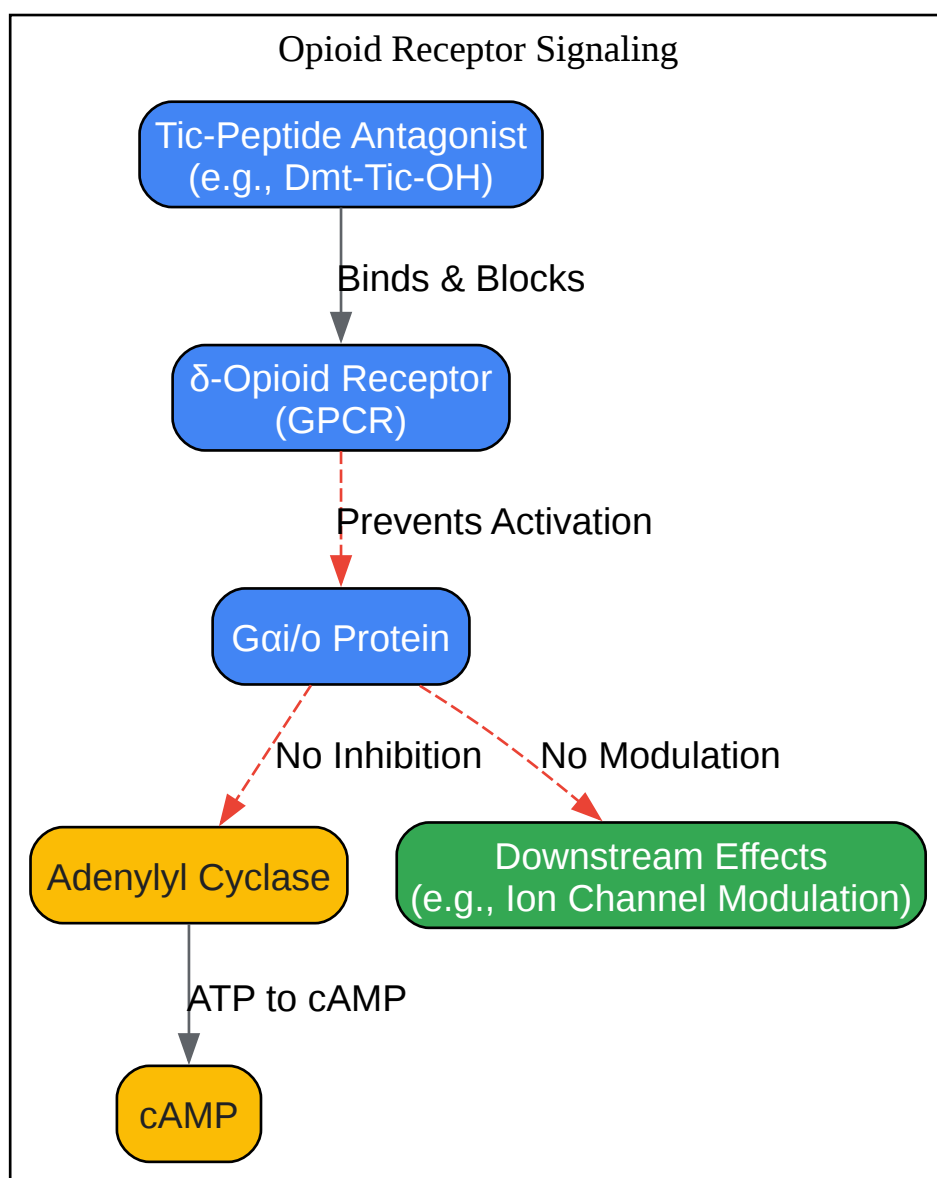 Opioid Receptor Signaling
Tic-Peptide Antagonist
(e.g., Dmt-Tic-OH)
Binds & Blocks
δ-Opioid Receptor
(GPCR)
Prevents Activation
Gαi/o Protein
No Inhibition
No Modulation
Adenylyl Cyclase
Downstream Effects
(e.g., Ion Channel Modulation)
ATP to cAMP
cAMP